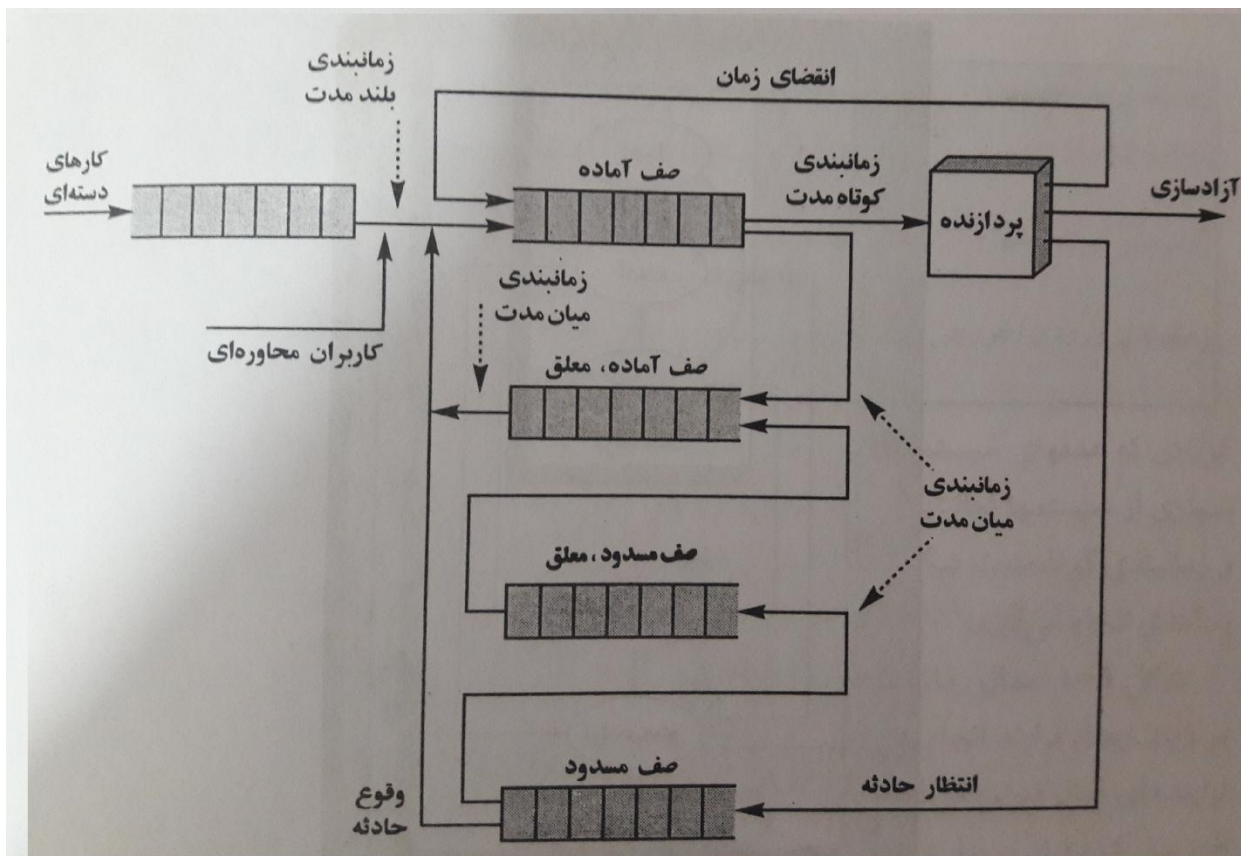 انقضای زمان
زمانبندی
بلند مدت
کارهای
دسته‌ای
صف آماده
زمانبندی
کوتاه مدت
پردازنده
آزادسازی
زمانبندی
میان مدت
کاربران محاوره‌ای
صف آماده، معلق
زمانبندی
میان مدت
صف مسدود، معلق
صف مسدود
انتظار حادثه
وقوع
حادثه